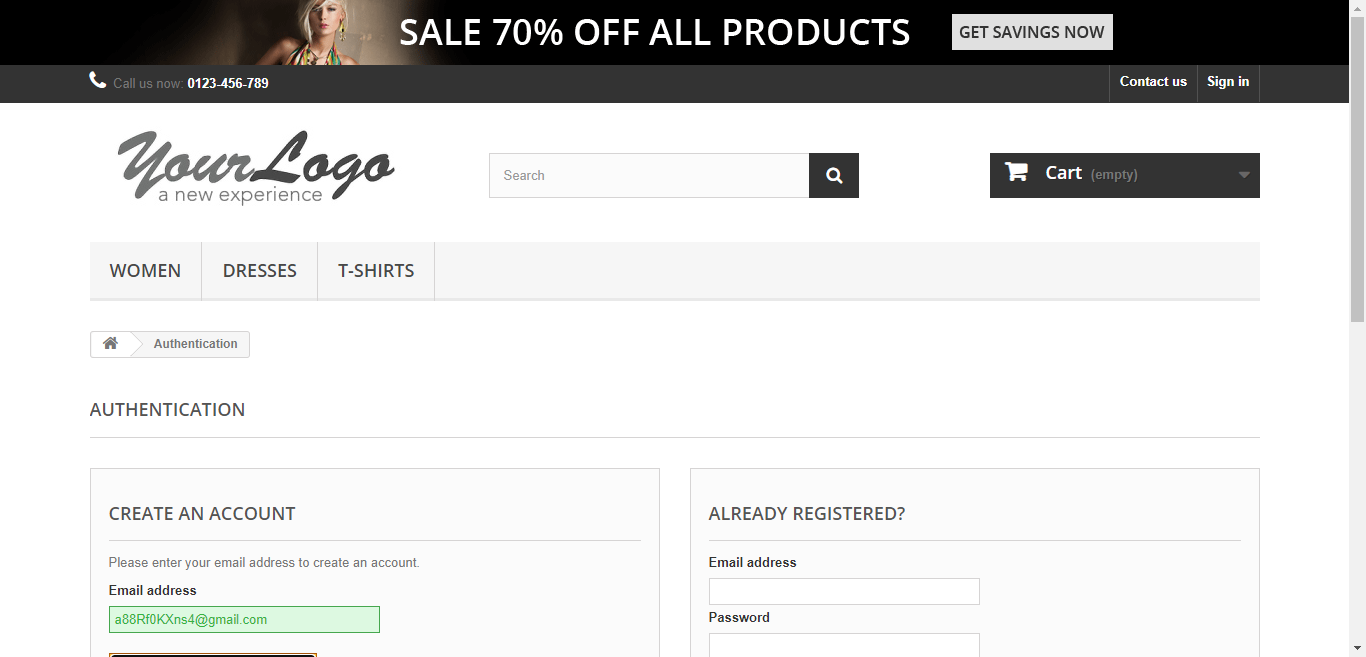 SALE 70% OFF ALL PRODUCTS GET SAVINGS NOW
Call us now: 0123-456-789 Contact us Sign in
YourLogo
a new experience
Search
Cart (empty)
WOMEN DRESSES T-SHIRTS
Authentication
AUTHENTICATION
CREATE AN ACCOUNT
Please enter your email address to create an account.
Email address
a88Rf0KXns4@gmail.com
ALREADY REGISTERED?
Email address
Password